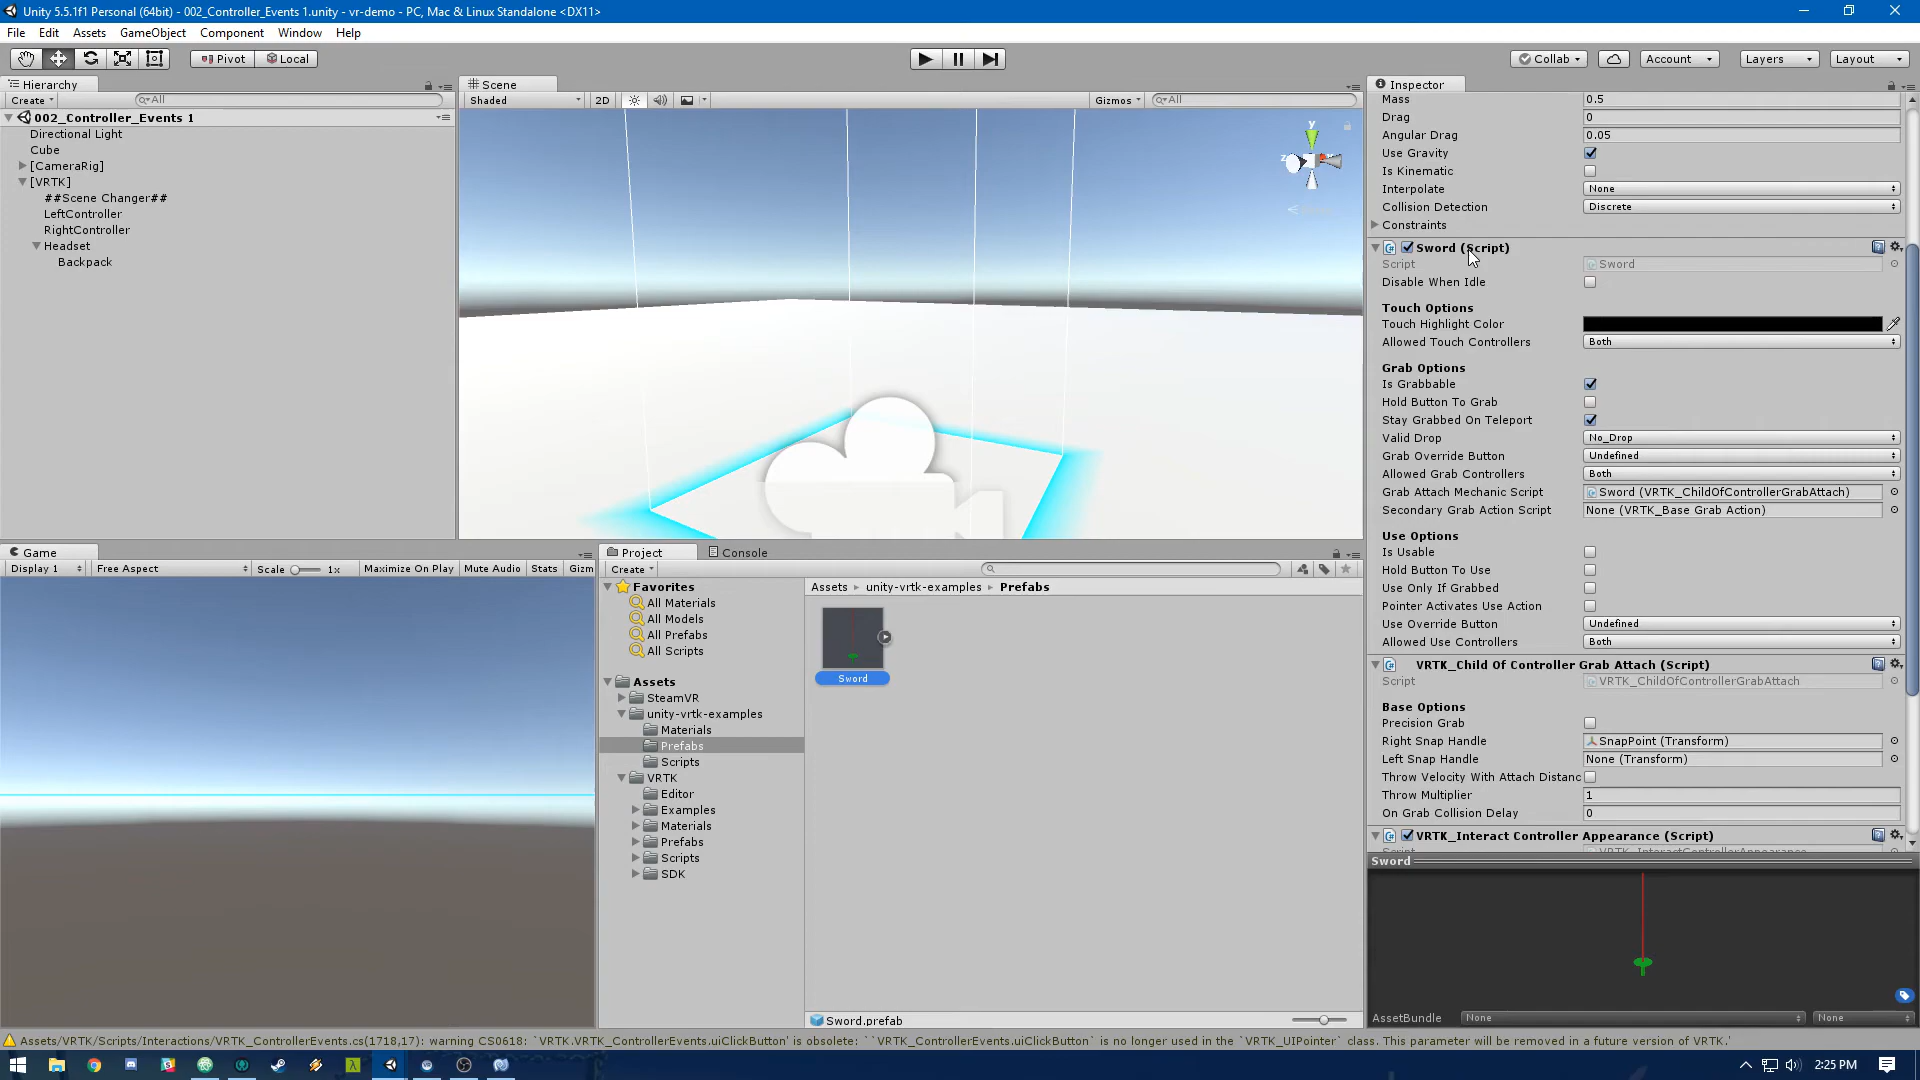 Unity 5.5.1f1 Personal (64bit) - 002_Controller_Events 1.unity - vr-demo - PC, Mac & Linux Standalone <DX11>
File Edit Assets GameObject Component Window Help
Pivot Local Collab Account Layers Layout
Hierarchy
Create All
002_Controller_Events 1
Directional Light
Cube
[CameraRig]
[VRTK]
##Scene Changer##
LeftController
RightController
Headset
Backpack
Scene
Shaded 2D Gizmos All
y
z
Game
Display 1 Free Aspect Scale 1x Maximize On Play Mute Audio Stats Gizm
Project Console
Create
Favorites
All Materials
All Models
All Prefabs
All Scripts
Assets
SteamVR
unity-vrtk-examples
Materials
Prefabs
Scripts
VRTK
Editor
Examples
Materials
Prefabs
Scripts
SDK
Assets unity-vrtk-examples Prefabs
Sword
Sword.prefab
Inspector
Mass 0.5
Drag 0
Angular Drag 0.05
Use Gravity
Is Kinematic
Interpolate None
Collision Detection Discrete
Constraints
Sword (Script)
Script Sword
Disable When Idle
Touch Options
Touch Highlight Color
Allowed Touch Controllers Both
Grab Options
Is Grabbable
Hold Button To Grab
Stay Grabbed On Teleport
Valid Drop No_Drop
Grab Override Button Undefined
Allowed Grab Controllers Both
Grab Attach Mechanic Script Sword (VRTK_ChildOfControllerGrabAttach)
Secondary Grab Action Script None (VRTK_Base Grab Action)
Use Options
Is Usable
Hold Button To Use
Use Only If Grabbed
Pointer Activates Use Action
Use Override Button Undefined
Allowed Use Controllers Both
VRTK_Child Of Controller Grab Attach (Script)
Script VRTK_ChildOfControllerGrabAttach
Base Options
Precision Grab
Right Snap Handle SnapPoint (Transform)
Left Snap Handle None (Transform)
Throw Velocity With Attach Distanc
Throw Multiplier 1
On Grab Collision Delay 0
VRTK_Interact Controller Appearance (Script)
Script VRTK_InteractControllerAppearance
Sword
AssetBundle None None
Assets/VRTK/Scripts/Interactions/VRTK_ControllerEvents.cs(1718,17): warning CS0618: `VRTK.VRTK_ControllerEvents.uiClickButton' is obsolete: ``VRTK_ControllerEvents.uiClickButton` is no longer used in the `VRTK_UIPointer` class. This parameter will be removed in a future version of VRTK.'
2:25 PM